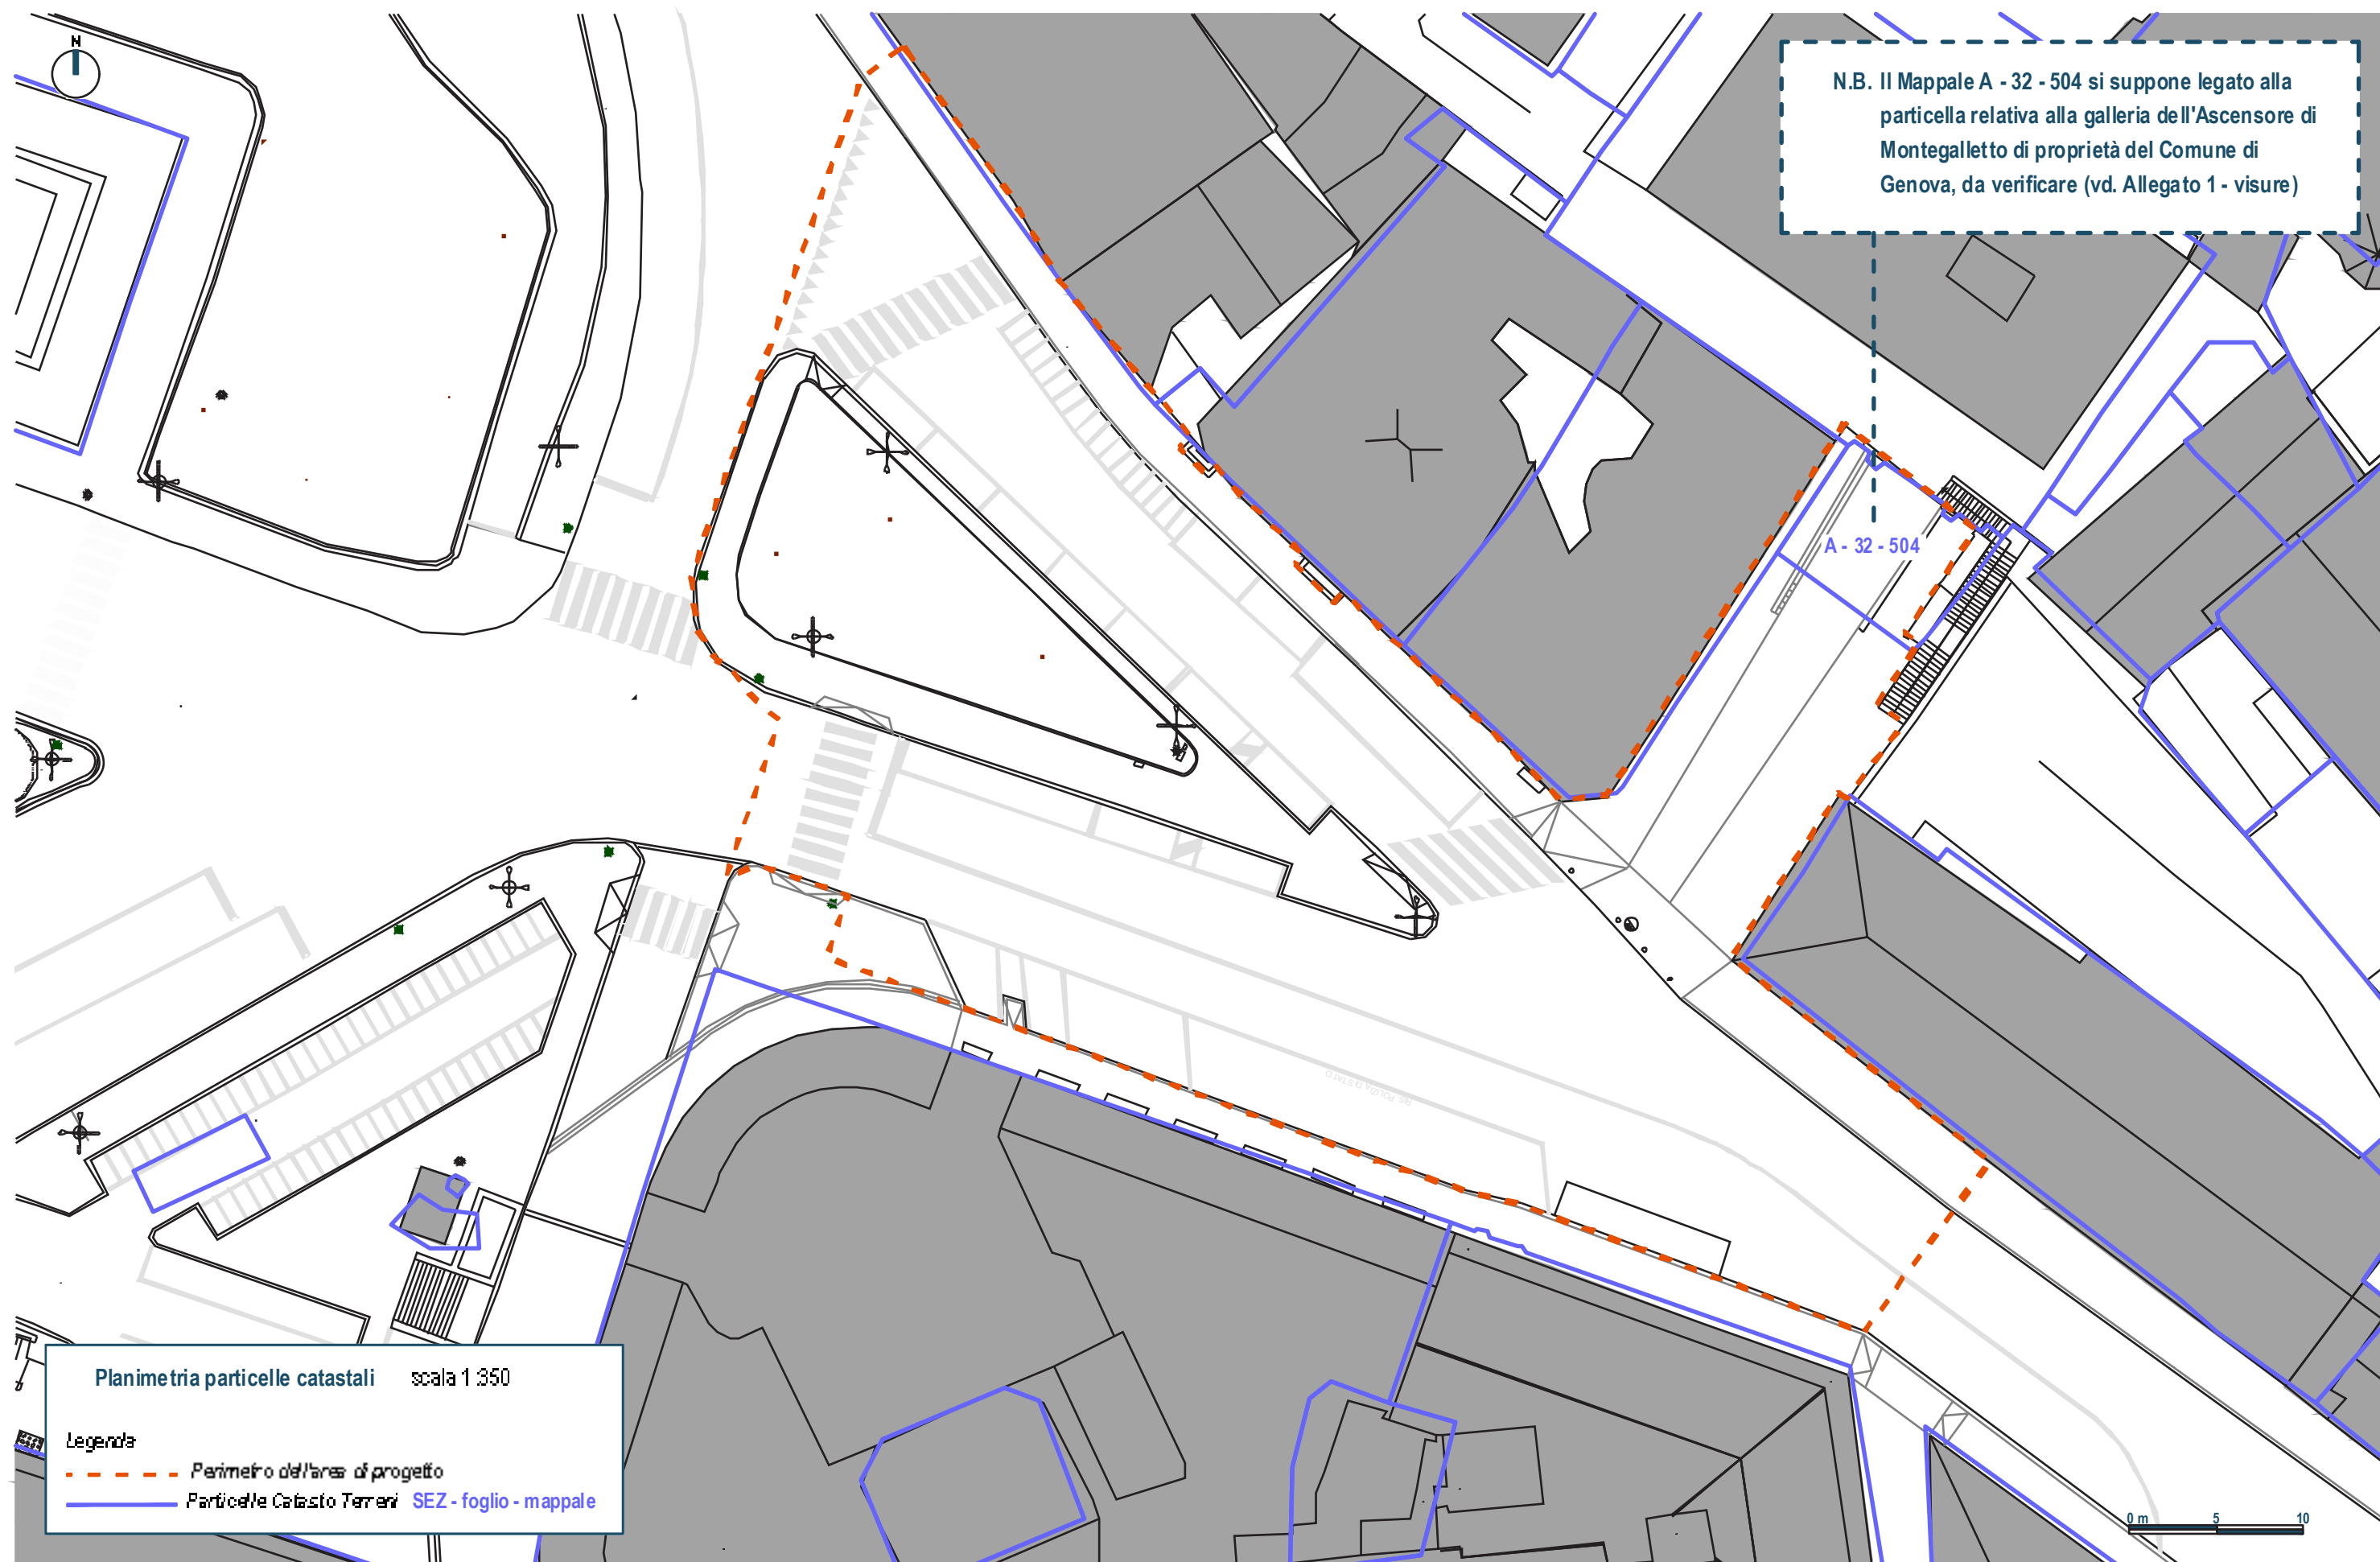 N
N.B. Il Mappale A - 32 - 504 si suppone legato alla
particella relativa alla galleria dell'Ascensore di
Montegalletto di proprietà del Comune di
Genova, da verificare (vd. Allegato 1 - visure)
A - 32 - 504
Planimetria particelle catastali scala 1:350
Legenda
Perimetro dell'area di progetto
Particelle Catasto Terreni SEZ - foglio - mappale
0 m 5 10